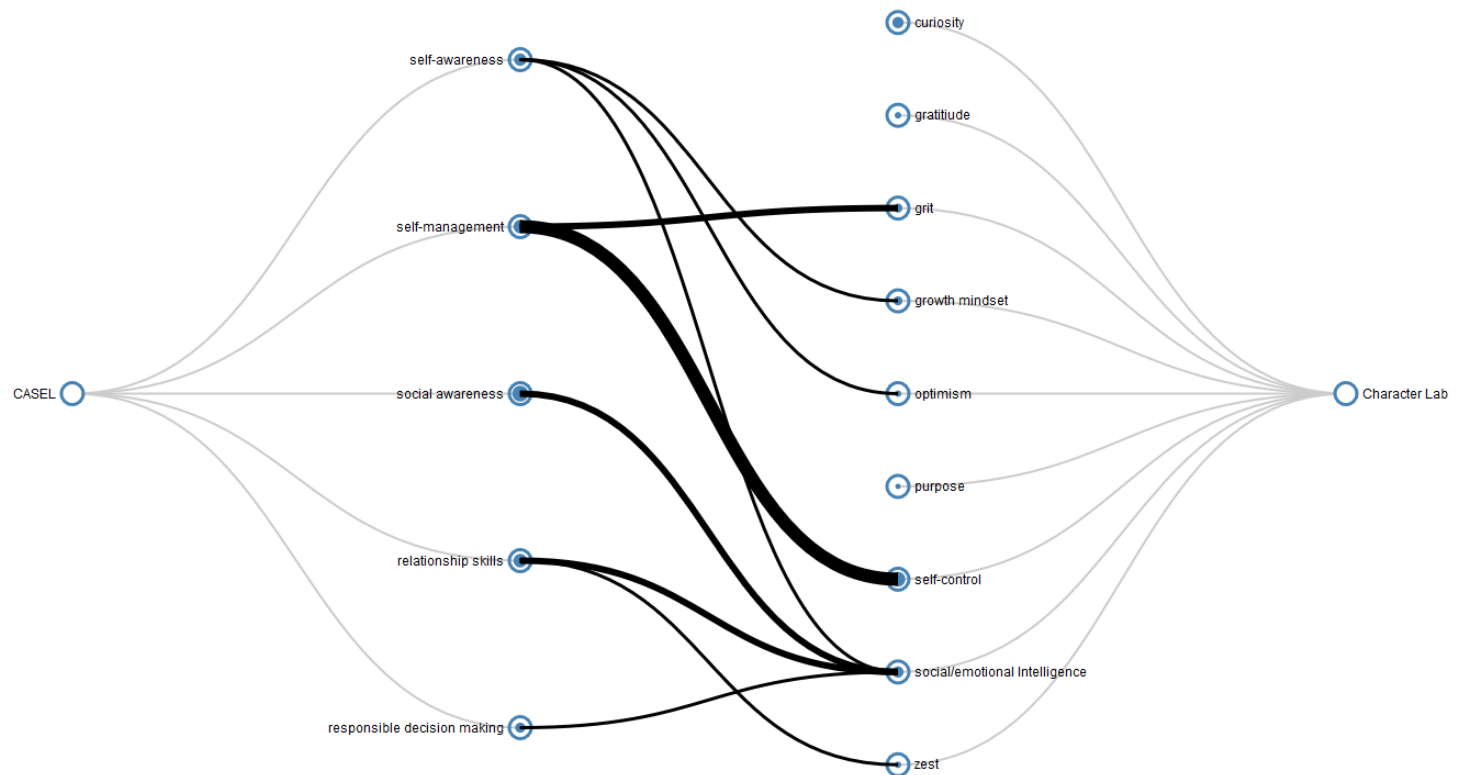 curiosity
self-awareness
gratitiude
grit
self-management
growth mindset
CASEL
social awareness
optimism
Character Lab
purpose
relationship skills
self-control
social/emotional Intelligence
responsible decision making
zest